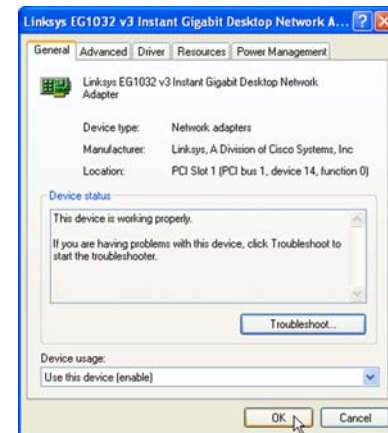 Linksys EG1032 v3 Instant Gigabit Desktop Network A...
General Advanced Driver Resources Power Management
Linksys EG1032 v3 Instant Gigabit Desktop Network
Adapter
Device type: Network adapters
Manufacturer: Linksys, A Division of Cisco Systems, Inc
Location: PCI Slot 1 (PCI bus 1, device 14, function 0)
Device status
This device is working properly.
If you are having problems with this device, click Troubleshoot to
start the troubleshooter.
Troubleshoot...
Device usage:
Use this device (enable)
OK Cancel